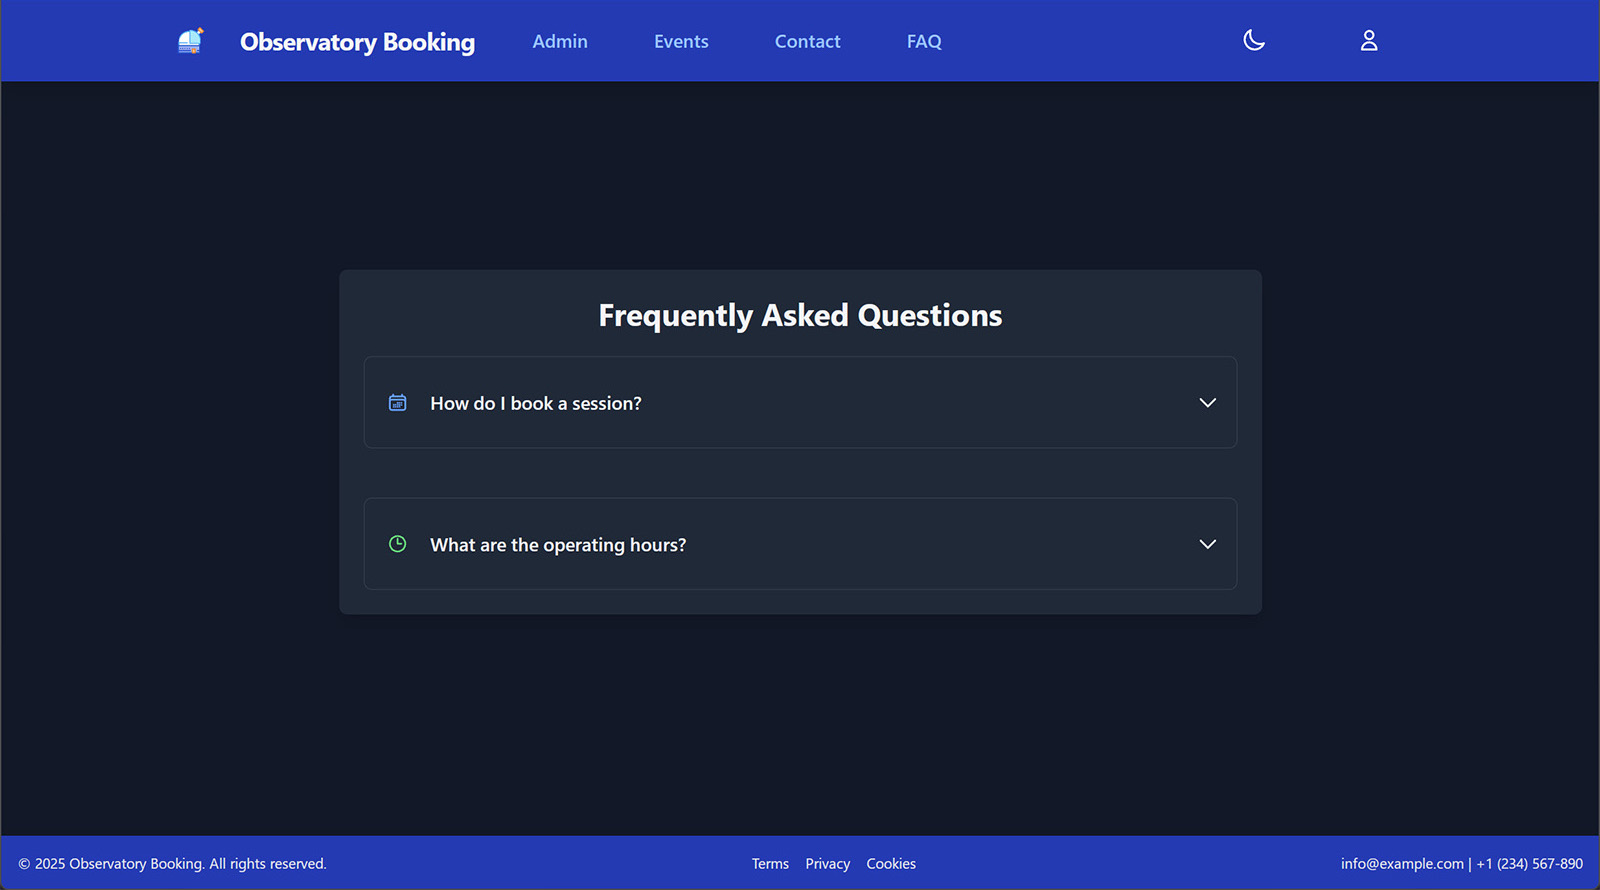 Observatory Booking Admin Events Contact FAQ
Frequently Asked Questions
How do I book a session?
What are the operating hours?
© 2025 Observatory Booking. All rights reserved. Terms Privacy Cookies info@example.com | +1 (234) 567-890